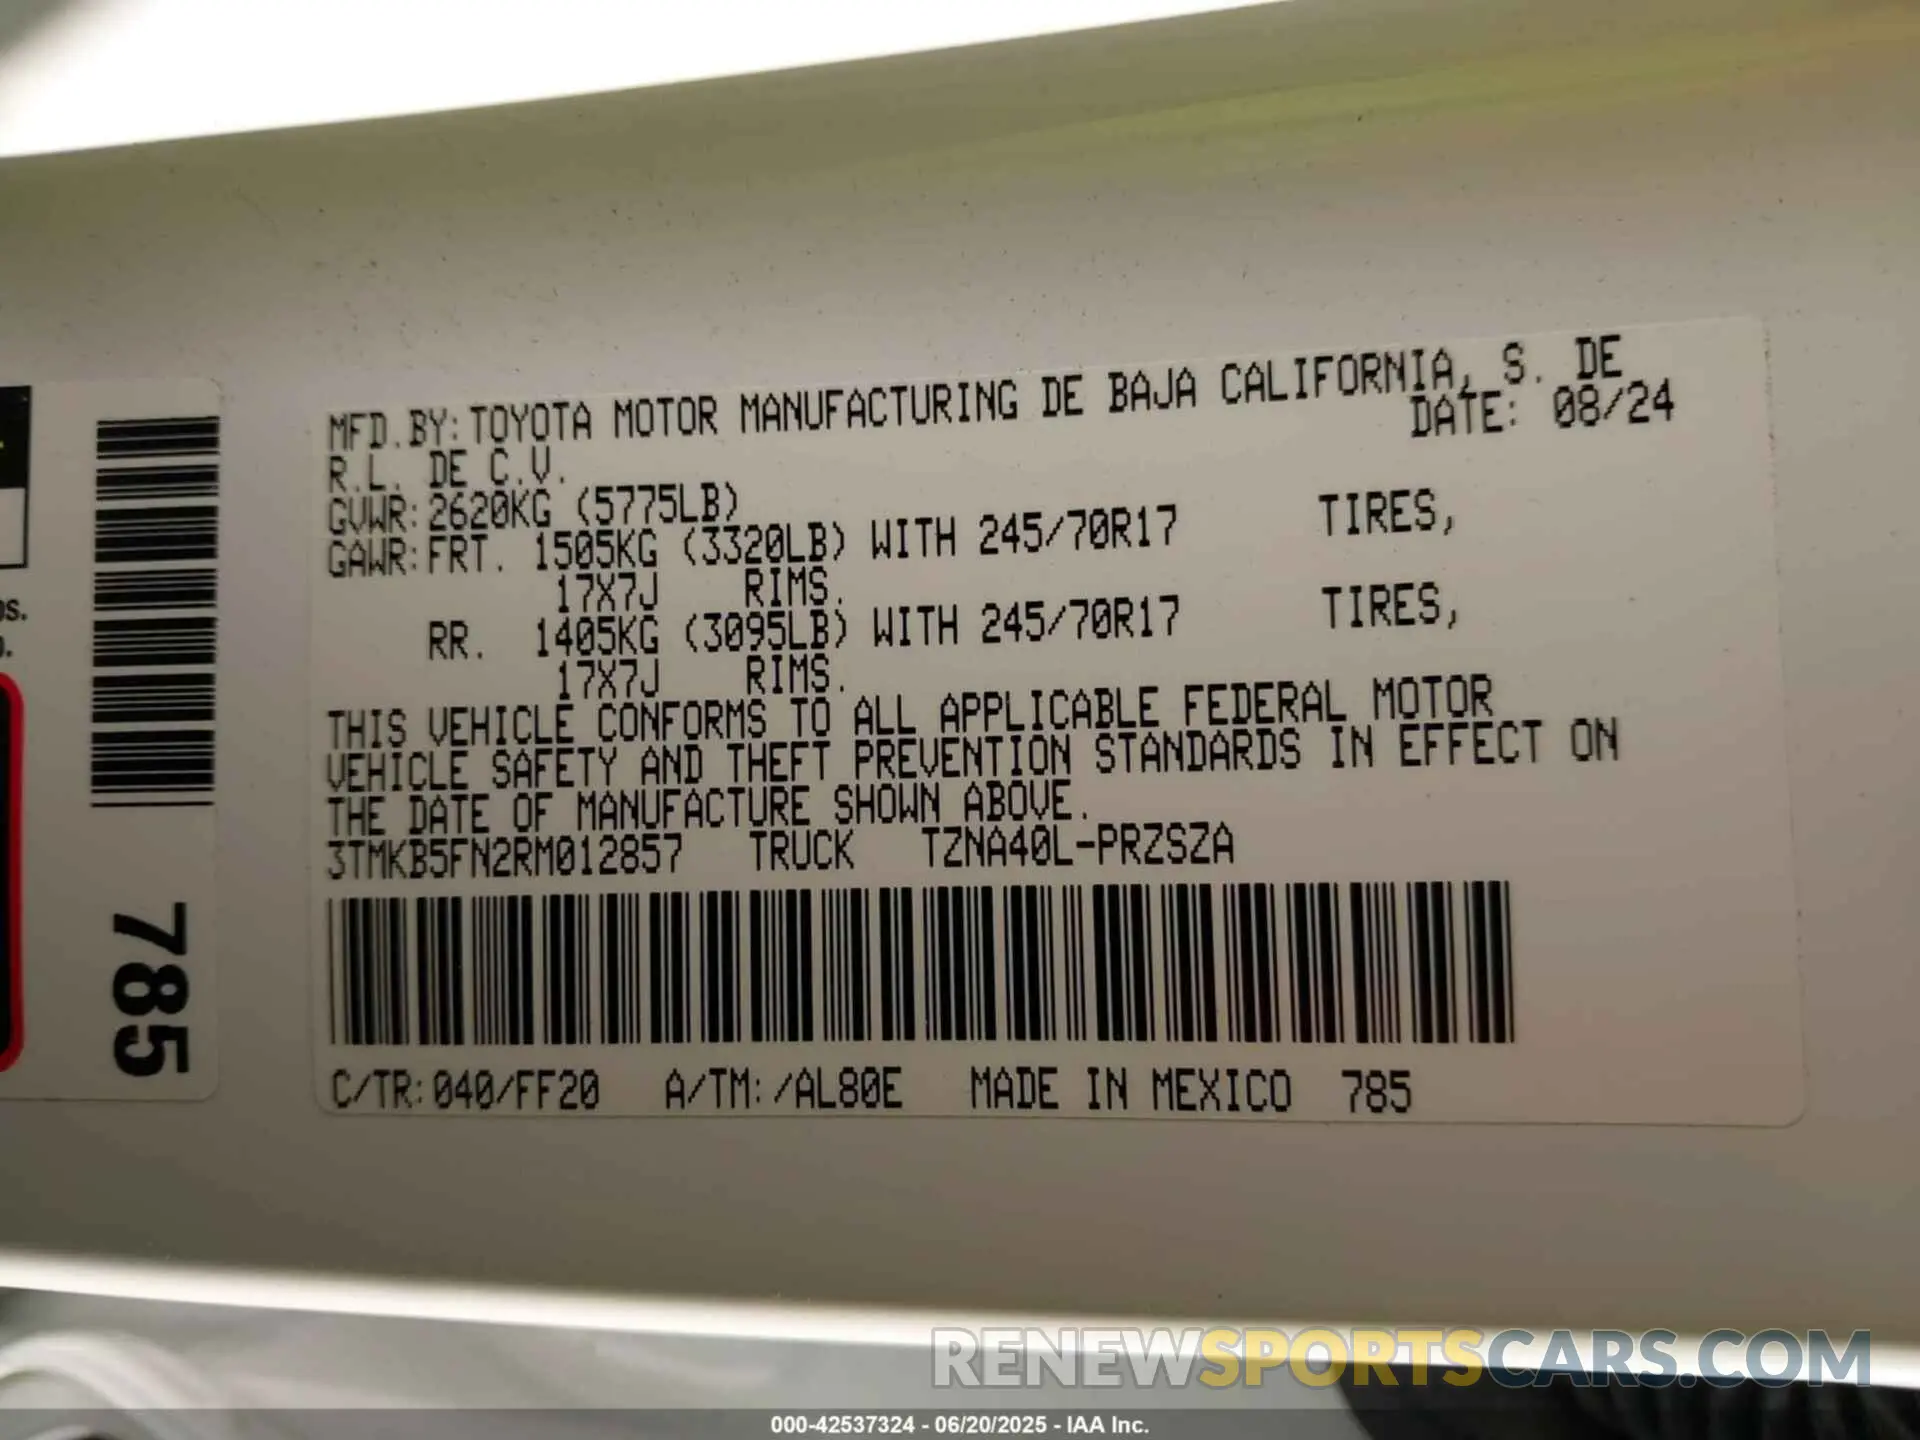 MFD.BY: TOYOTA MOTOR MANUFACTURING DE BAJA CALIFORNIA, S. DE
R.L. DE C.V.
DATE: 08/24
GVWR: 2620KG (5775LB)
GAWR: FRT. 1505KG (3320LB) WITH 245/70R17 TIRES,
17X7J RIMS.
RR. 1405KG (3095LB) WITH 245/70R17 TIRES,
17X7J RIMS.
THIS VEHICLE CONFORMS TO ALL APPLICABLE FEDERAL MOTOR
VEHICLE SAFETY AND THEFT PREVENTION STANDARDS IN EFFECT ON
THE DATE OF MANUFACTURE SHOWN ABOVE.
3TMKB5FN2RM012857 TRUCK TZNA40L-PRZSZA
C/TR: 040/FF20 A/TM: /AL80E MADE IN MEXICO 785
785
RENEWSPORTSCARS.COM
000-42537324 - 06/20/2025 - IAA Inc.